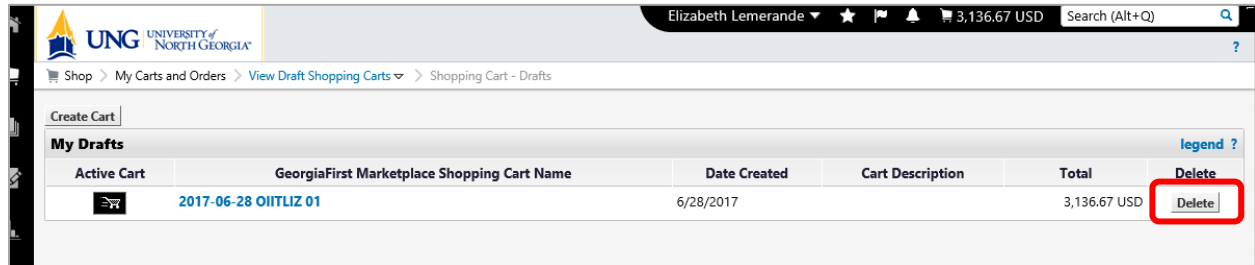 Elizabeth Lemerande 3,136.67 USD Search (Alt+Q)
UNG UNIVERSITY of NORTH GEORGIA
?
Shop > My Carts and Orders > View Draft Shopping Carts > Shopping Cart - Drafts
Create Cart
My Drafts legend ?
Active Cart GeorgiaFirst Marketplace Shopping Cart Name Date Created Cart Description Total Delete
2017-06-28 OIITLIZ 01 6/28/2017 3,136.67 USD Delete